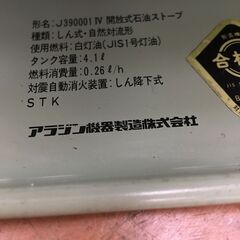 形名：J390001Ⅳ 開放式石油ストーブ
種類：しん式・自然対流形
使用燃料：白灯油（JIS1号灯油）
タンク容量：4.1ℓ
燃料消費量：0.261ℓ/h
対震自動消火装置：しん降下式
STK
アラジン機器製造株式会社
合格
JIS